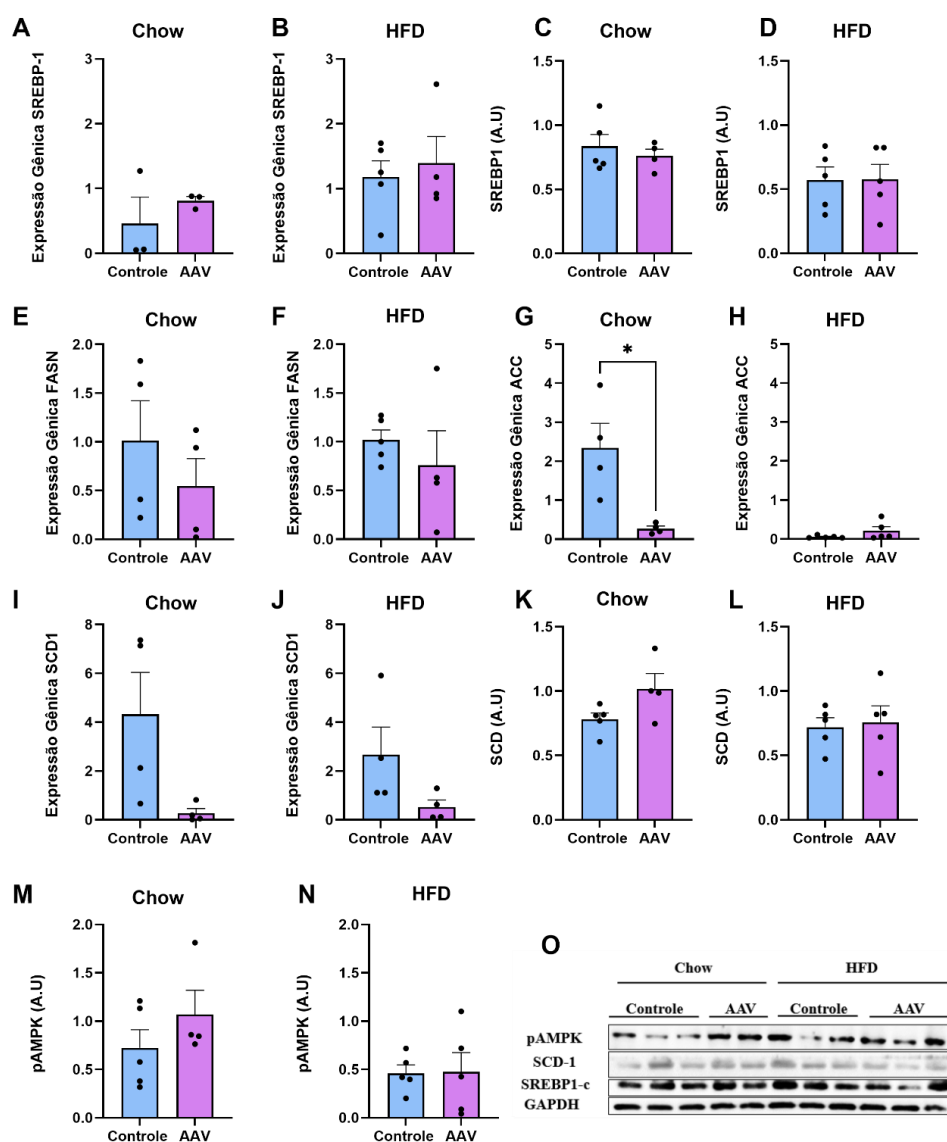 A
Chow
Expressão Gênica SREBP-1
3
2
1
0
Controle AAV
B
HFD
Expressão Gênica SREBP-1
3
2
1
0
Controle AAV
C
Chow
SREBP1 (A.U)
1.5
1.0
0.5
0.0
Controle AAV
D
HFD
SREBP1 (A.U)
1.5
1.0
0.5
0.0
Controle AAV
E
Chow
Expressão Gênica FASN
2.0
1.5
1.0
0.5
0.0
Controle AAV
F
HFD
Expressão Gênica FASN
2.0
1.5
1.0
0.5
0.0
Controle AAV
G
Chow
Expressão Gênica ACC
5
4
3
2
1
0
*
Controle AAV
H
HFD
Expressão Gênica ACC
5
4
3
2
1
0
Controle AAV
I
Chow
Expressão Gênica SCD1
8
6
4
2
0
Controle AAV
J
HFD
Expressão Gênica SCD1
8
6
4
2
0
Controle AAV
K
Chow
SCD (A.U)
1.5
1.0
0.5
0.0
Controle AAV
L
HFD
SCD (A.U)
1.5
1.0
0.5
0.0
Controle AAV
M
Chow
pAMPK (A.U)
2.0
1.5
1.0
0.5
0.0
Controle AAV
N
HFD
pAMPK (A.U)
2.0
1.5
1.0
0.5
0.0
Controle AAV
O
Chow HFD
Controle AAV Controle AAV
pAMPK
SCD-1
SREBP1-c
GAPDH